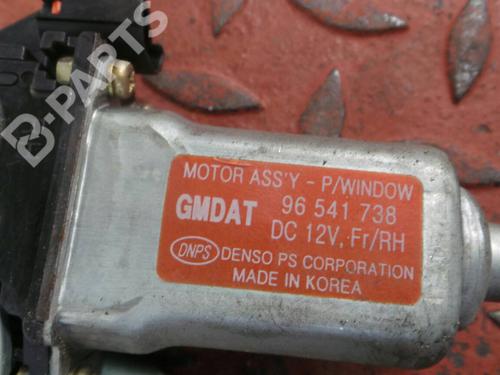 B-PARTS
MOTOR ASS'Y - P/WINDOW
GMDAT 96 541 738
DC 12V, Fr/RH
DNPS DENSO PS CORPORATION
MADE IN KOREA